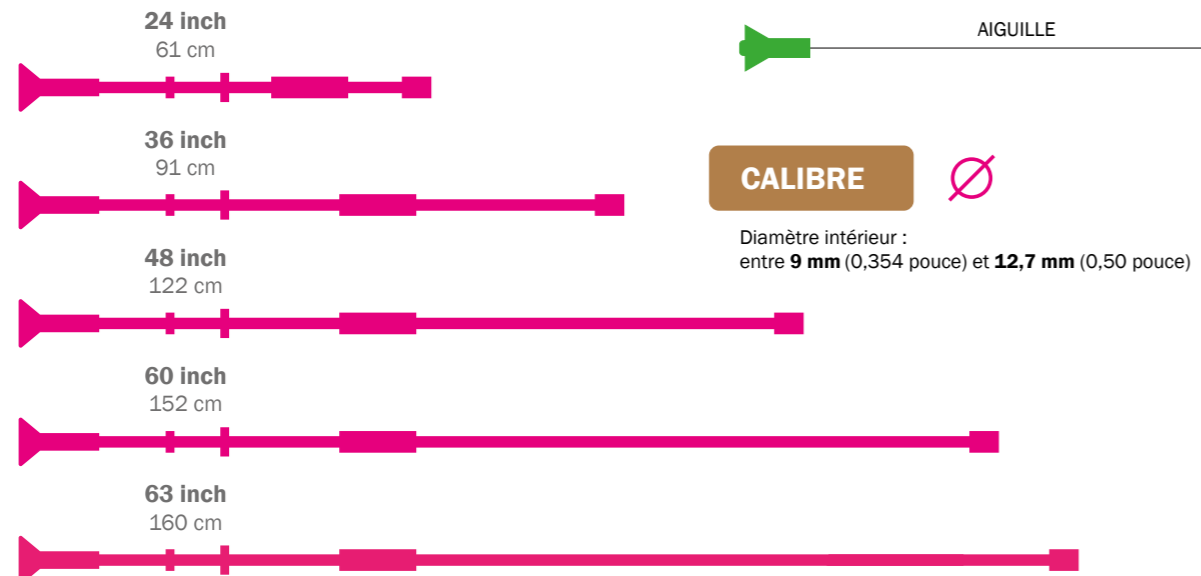 24 inch
61 cm
36 inch
91 cm
48 inch
122 cm
60 inch
152 cm
63 inch
160 cm
AIGUILLE
CALIBRE
Diamètre intérieur :
entre 9 mm (0,354 pouce) et 12,7 mm (0,50 pouce)